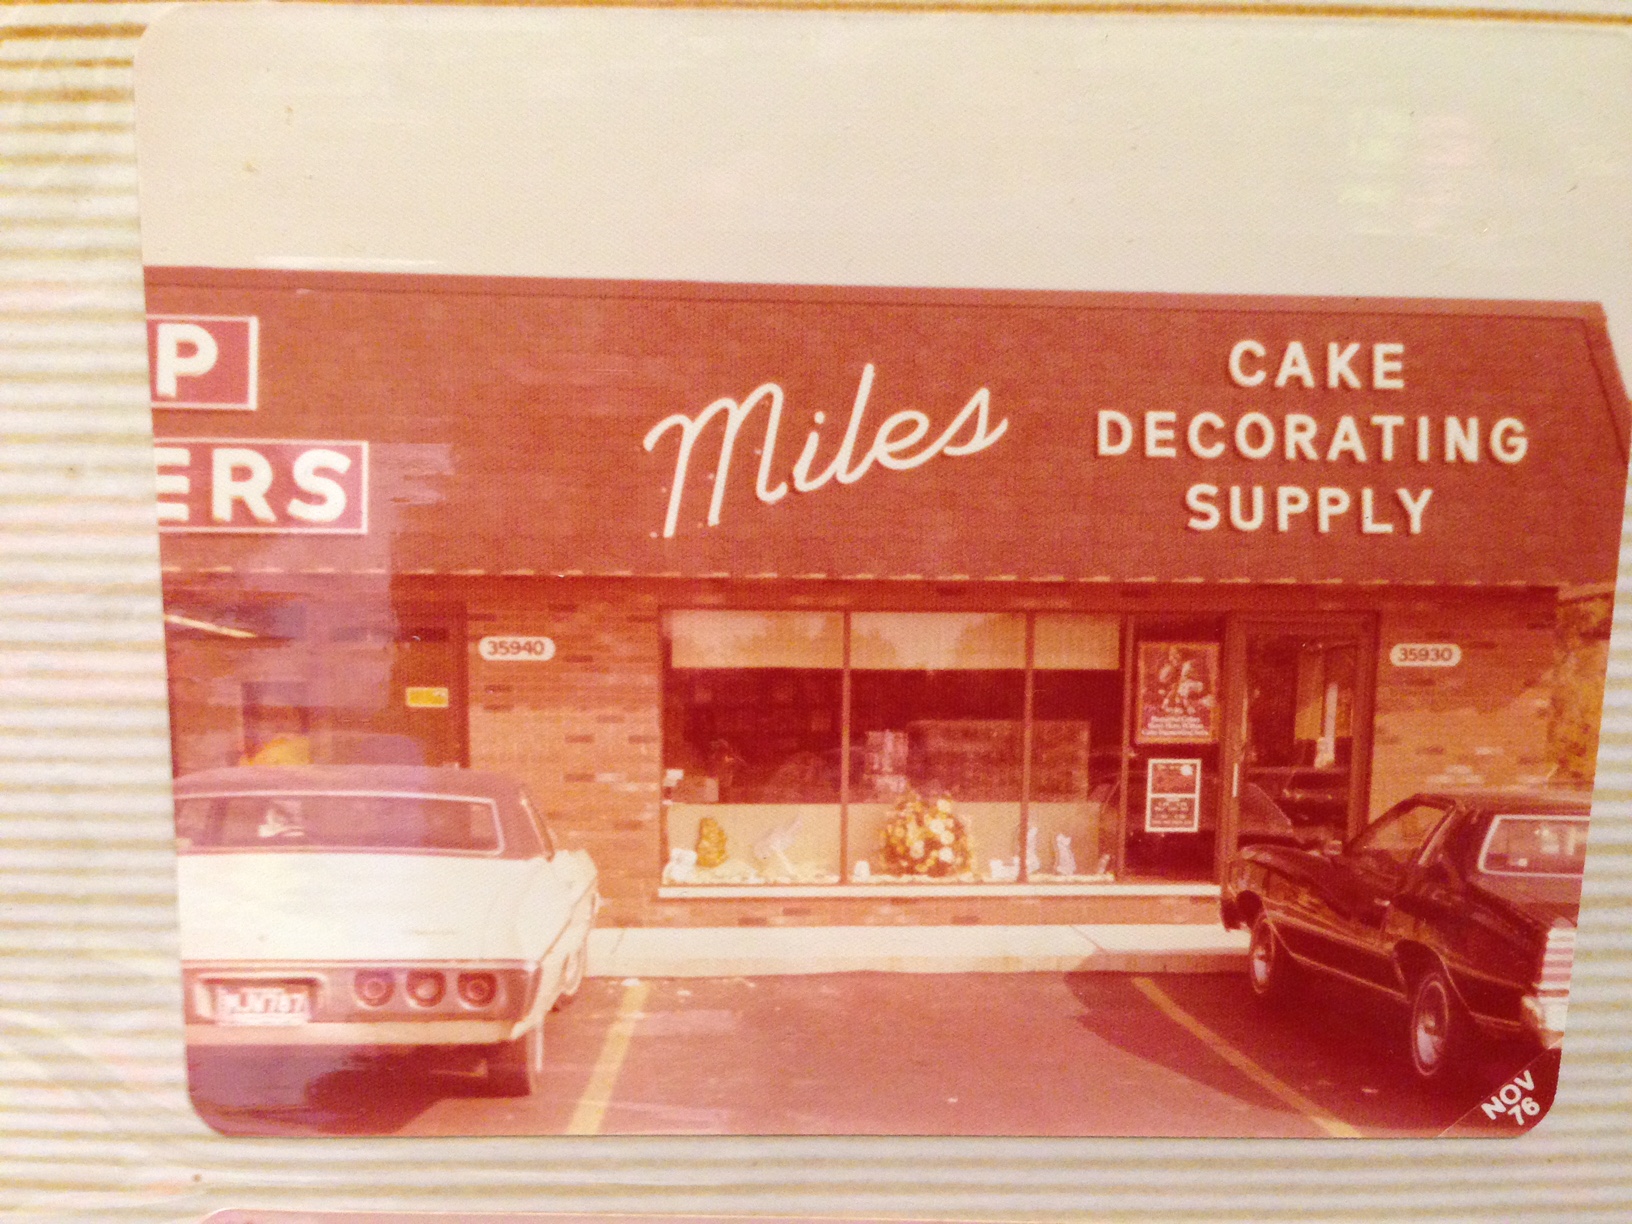 P
ERS
Miles
CAKE
DECORATING
SUPPLY
35940
35930
NOV
76